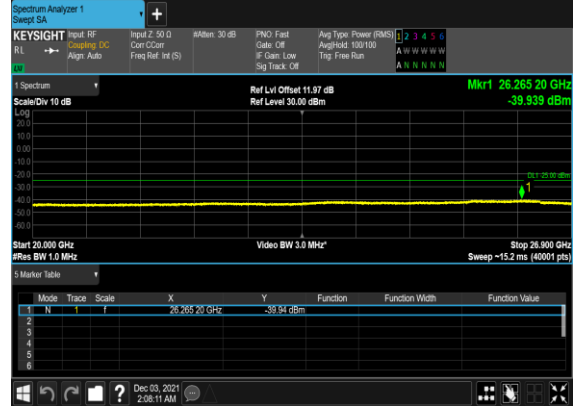 Spectrum Analyzer 1
Swept SA
+
KEYSIGHT Input: RF Input Z: 50 Ω #Atten: 30 dB PNO: Fast Avg Type: Power (RMS) 1 2 3 4 5 6
RL Coupling: DC Corr CCorr Gate: Off Avg|Hold: 100/100 A W W W W W
Align: Auto Freq Ref: Int (S) IF Gain: Low Trig: Free Run
Sig Track: Off A N N N N N
1 Spectrum
Ref Lvl Offset 11.97 dB Mkr1 26.265 20 GHz
Scale/Div 10 dB Ref Level 30.00 dBm -39.939 dBm
Log
20.0
10.0
0.00
-10.0
-20.0
DL1 -25.00 dBm
-30.0
1
-40.0
-50.0
-60.0
Start 20.000 GHz Video BW 3.0 MHz* Stop 26.900 GHz
#Res BW 1.0 MHz Sweep ~15.2 ms (40001 pts)
5 Marker Table
Mode Trace Scale X Y Function Function Width Function Value
1 N 1 f 26.265 20 GHz -39.94 dBm
2
3
4
5
6
? Dec 03, 2021
2:08:11 AM